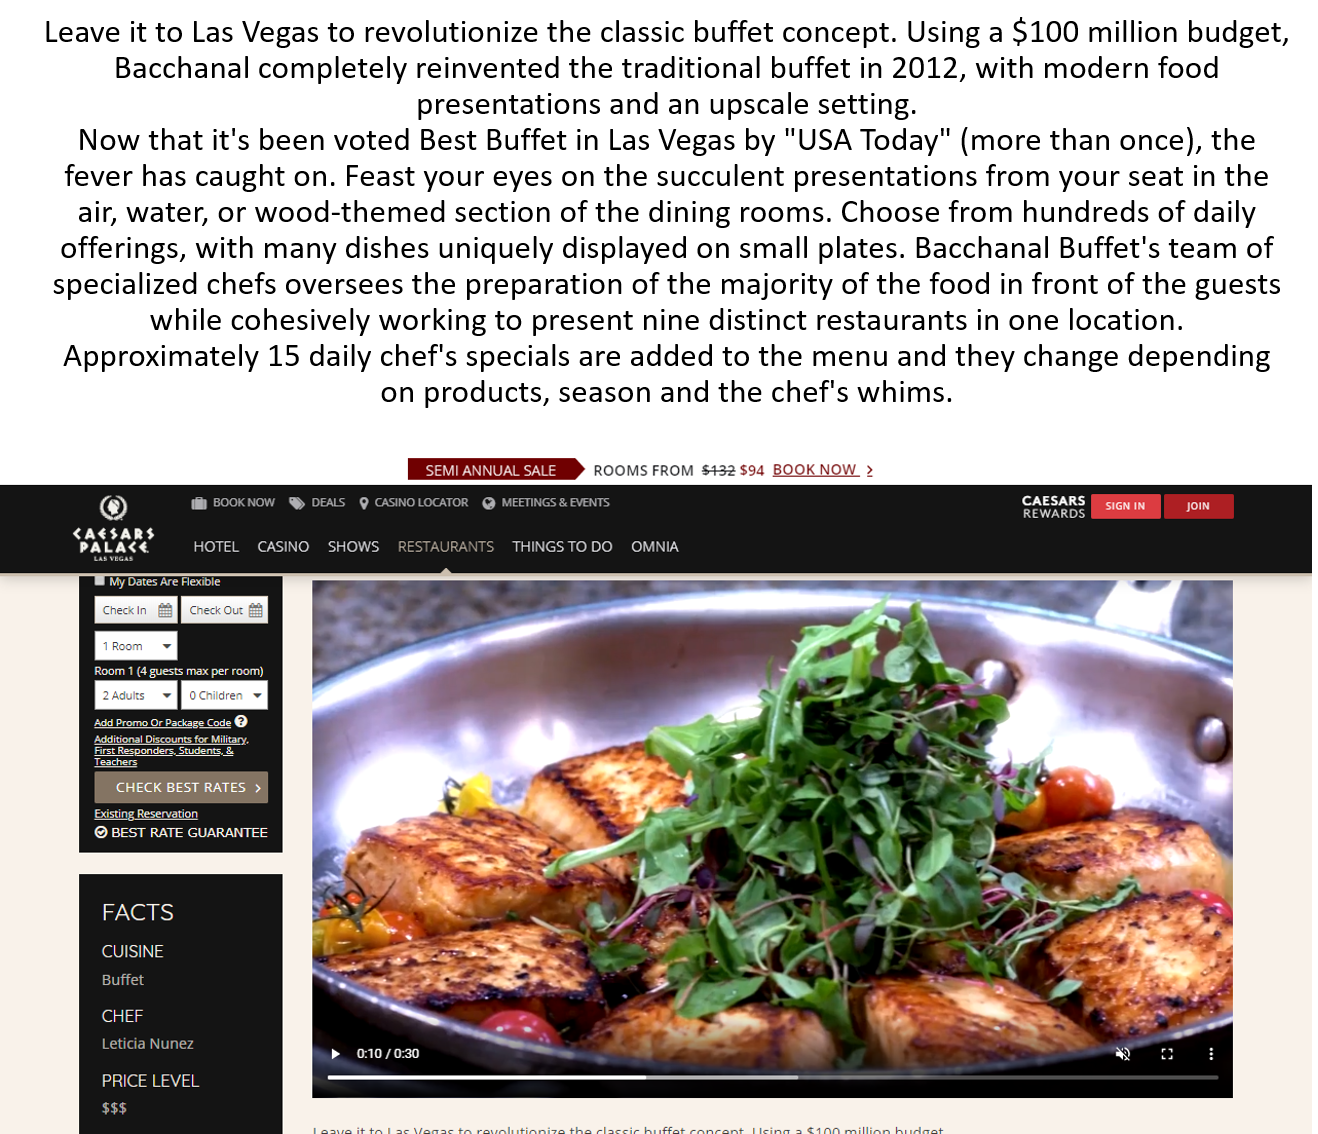 Leave it to Las Vegas to revolutionize the classic buffet concept. Using a $100 million budget,
Bacchanal completely reinvented the traditional buffet in 2012, with modern food
presentations and an upscale setting.
Now that it's been voted Best Buffet in Las Vegas by "USA Today" (more than once), the
fever has caught on. Feast your eyes on the succulent presentations from your seat in the
air, water, or wood-themed section of the dining rooms. Choose from hundreds of daily
offerings, with many dishes uniquely displayed on small plates. Bacchanal Buffet's team of
specialized chefs oversees the preparation of the majority of the food in front of the guests
while cohesively working to present nine distinct restaurants in one location.
Approximately 15 daily chef's specials are added to the menu and they change depending
on products, season and the chef's whims.
SEMI ANNUAL SALE ROOMS FROM $132 $94 BOOK NOW >
BOOK NOW DEALS CASINO LOCATOR MEETINGS & EVENTS
CAESARS REWARDS SIGN IN JOIN
CAESARS
PALACE
LAS VEGAS
HOTEL CASINO SHOWS RESTAURANTS THINGS TO DO OMNIA
My Dates Are Flexible
Check In Check Out
1 Room
Room 1 (4 guests max per room)
2 Adults 0 Children
Add Promo Or Package Code ?
Additional Discounts for Military,
First Responders, Students, &
Teachers
CHECK BEST RATES >
Existing Reservation
BEST RATE GUARANTEE
FACTS
CUISINE
Buffet
CHEF
Leticia Nunez
PRICE LEVEL
$$$
0:10 / 0:30
Leave it to Las Vegas to revolutionize the classic buffet concept. Using a $100 million budget,